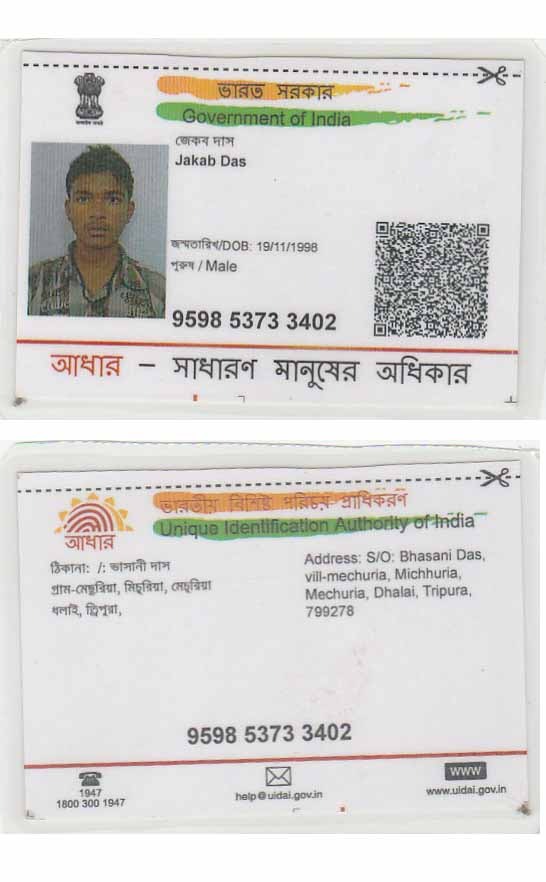 ভারত সরকার
Government of India
জেকব দাস
Jakab Das
জন্মতারিখ/DOB: 19/11/1998
পুরুষ / Male
9598 5373 3402
আধার – সাধারণ মানুষের অধিকার
ভারতীয় বিশিষ্ট পরিচয় প্রাধিকরণ
Unique Identification Authority of India
আধার
ঠিকানা: /: ভাসানী দাস
গ্রাম-মেছুরিয়া, মিচুরিয়া, মেচুরিয়া
ধলাই, ত্রিপুরা,
Address: S/O: Bhasani Das,
vill-mechuria, Michhuria,
Mechuria, Dhalai, Tripura,
799278
9598 5373 3402
1947
1800 300 1947
help@uidai.gov.in
www
www.uidai.gov.in